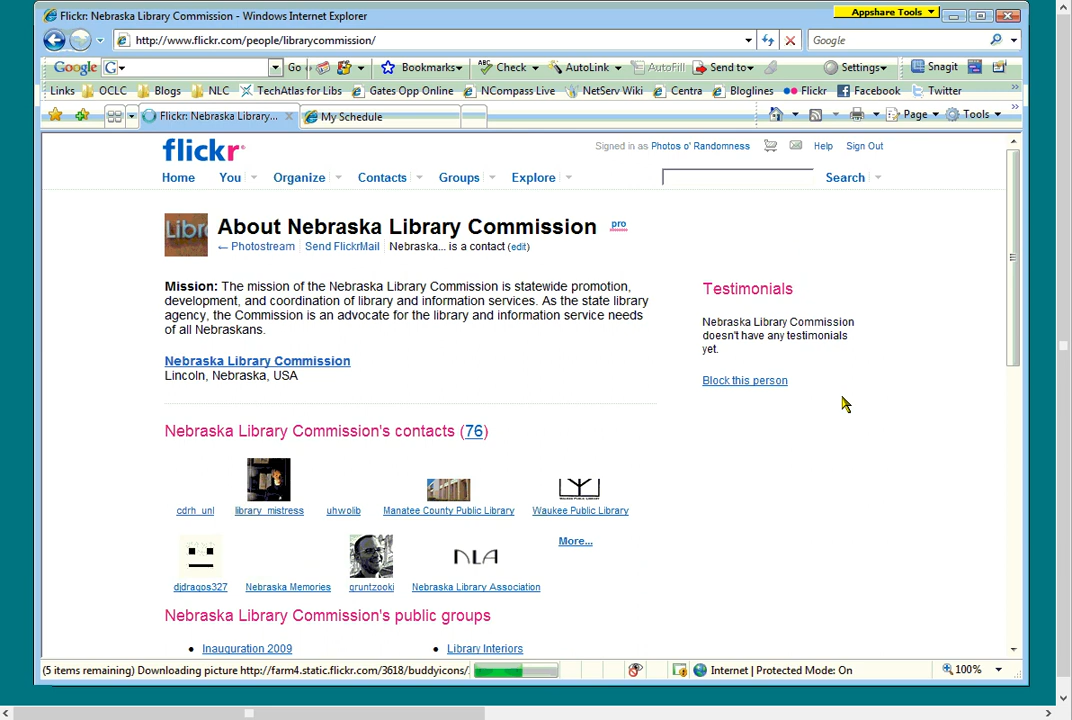 Flickr: Nebraska Library Commission - Windows Internet Explorer
Appshare Tools
http://www.flickr.com/people/librarycommission/
Google
Google G Go Bookmarks Check AutoLink AutoFill Send to Settings Snagit
Links OCLC Blogs NLC TechAtlas for Libs Gates Opp Online NCompass Live NetServ Wiki Centra Bloglines Flickr Facebook Twitter
Flickr: Nebraska Library... My Schedule Page Tools
flickr
Signed in as Photos o' Randomness Help Sign Out
Home You Organize Contacts Groups Explore Search
Libr
About Nebraska Library Commission pro
← Photostream Send FlickrMail Nebraska... is a contact (edit)
Mission: The mission of the Nebraska Library Commission is statewide promotion,
development, and coordination of library and information services. As the state library
agency, the Commission is an advocate for the library and information service needs
of all Nebraskans.
Nebraska Library Commission
Lincoln, Nebraska, USA
Testimonials
Nebraska Library Commission
doesn't have any testimonials
yet.
Block this person
Nebraska Library Commission's contacts (76)
cdrh_unl library_mistress uhwolib Manatee County Public Library Waukee Public Library
More...
NLA
djdragos327 Nebraska Memories gruntzooki Nebraska Library Association
Nebraska Library Commission's public groups
• Inauguration 2009
• Library Interiors
(5 items remaining) Downloading picture http://farm4.static.flickr.com/3618/buddyicons/
Internet | Protected Mode: On
100%